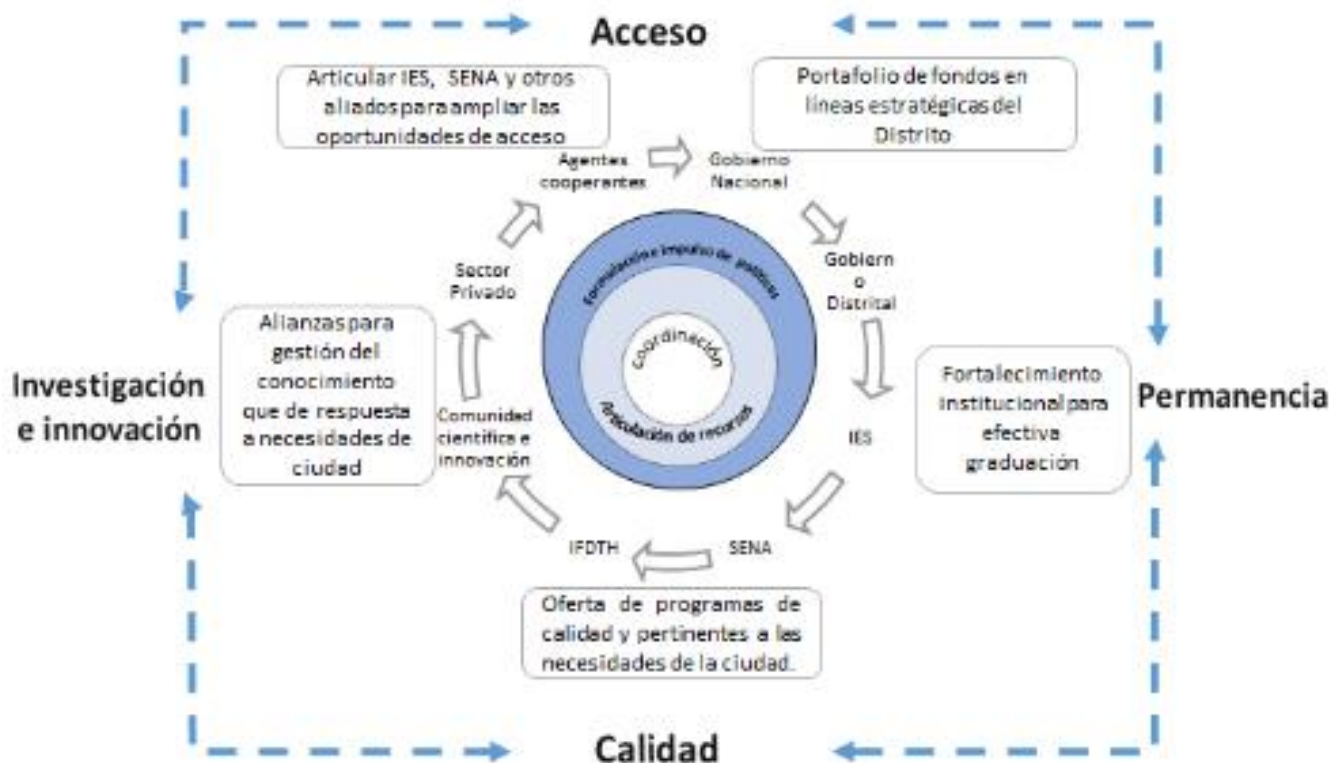 Acceso
Articular IES, SENA y otros
aliados para ampliar las
oportunidades de acceso
Portafolio de fondos en
líneas estratégicas del
Distrito
Agentes
cooperantes
Gobierno
Nacional
Sector
Privado
Formulación e impulso de políticas
Gobiern
o
Distrital
Coordinación
Articulación de recursos
Investigación
e innovación
Alianzas para
gestión del
conocimiento
que de respuesta
a necesidades de
ciudad
Comunidad
científica e
innovación
IES
Fortalecimiento
institucional para
efectiva
graduación
Permanencia
IFDTH
SENA
Oferta de programas de
calidad y pertinentes a las
necesidades de la ciudad.
Calidad